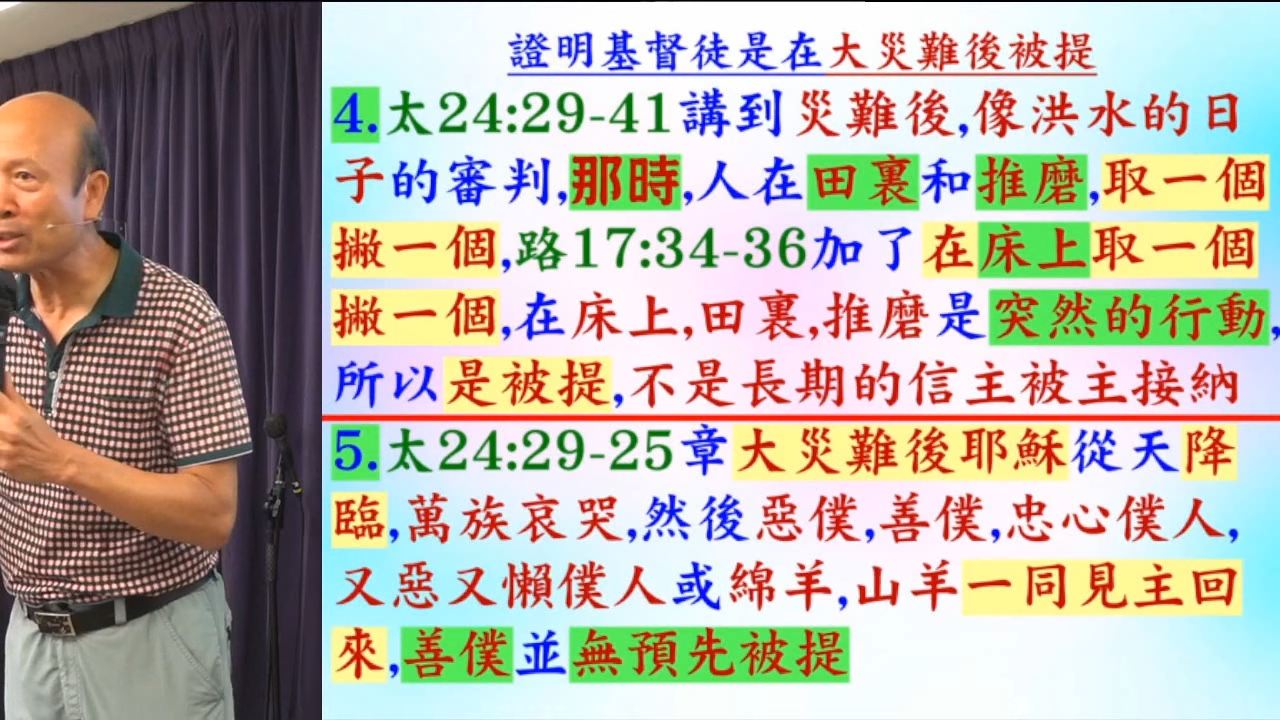 證明基督徒是在大災難後被提
4.太24:29-41講到災難後,像洪水的日
子的審判,那時,人在田裏和推磨,取一個
撇一個,路17:34-36加了在床上取一個
撇一個,在床上,田裏,推磨是突然的行動,
所以是被提,不是長期的信主被主接納
5.太24:29-25章大災難後耶穌從天降
臨,萬族哀哭,然後惡僕,善僕,忠心僕人,
又惡又懶僕人或綿羊,山羊一同見主回
來,善僕並無預先被提